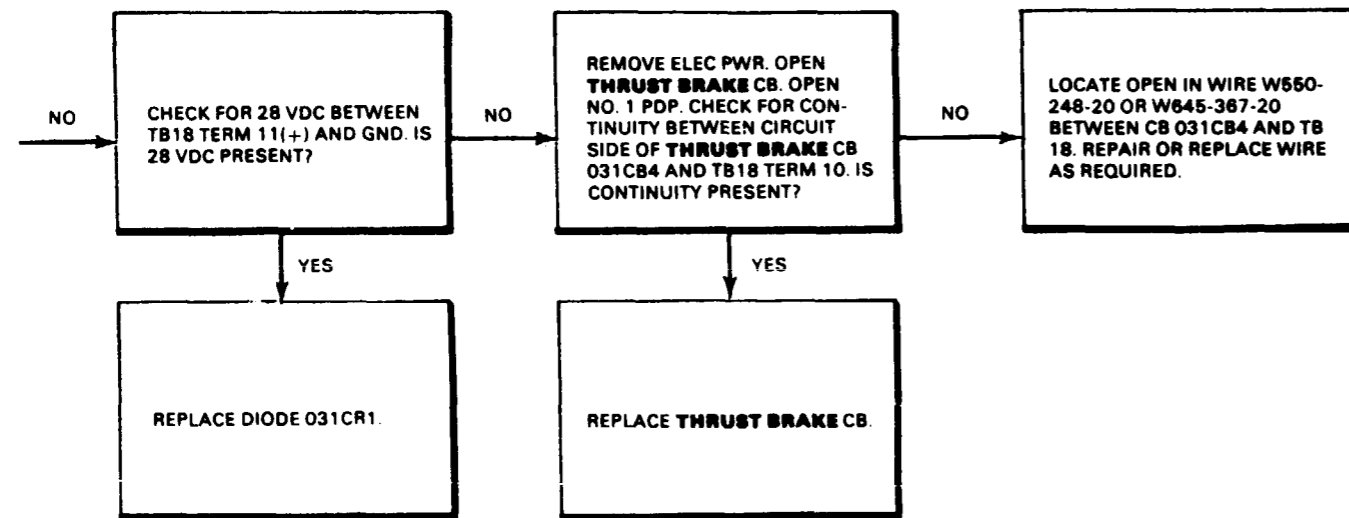 NO
CHECK FOR 28 VDC BETWEEN
TB18 TERM 11(+) AND GND. IS
28 VDC PRESENT?
NO
REMOVE ELEC PWR. OPEN
THRUST BRAKE CB. OPEN
NO. 1 PDP. CHECK FOR CON-
TINUITY BETWEEN CIRCUIT
SIDE OF THRUST BRAKE CB
031CB4 AND TB18 TERM 10. IS
CONTINUITY PRESENT?
NO
LOCATE OPEN IN WIRE W550-
248-20 OR W645-367-20
BETWEEN CB 031CB4 AND TB
18. REPAIR OR REPLACE WIRE
AS REQUIRED.
YES
YES
REPLACE DIODE 031CR1.
REPLACE THRUST BRAKE CB.